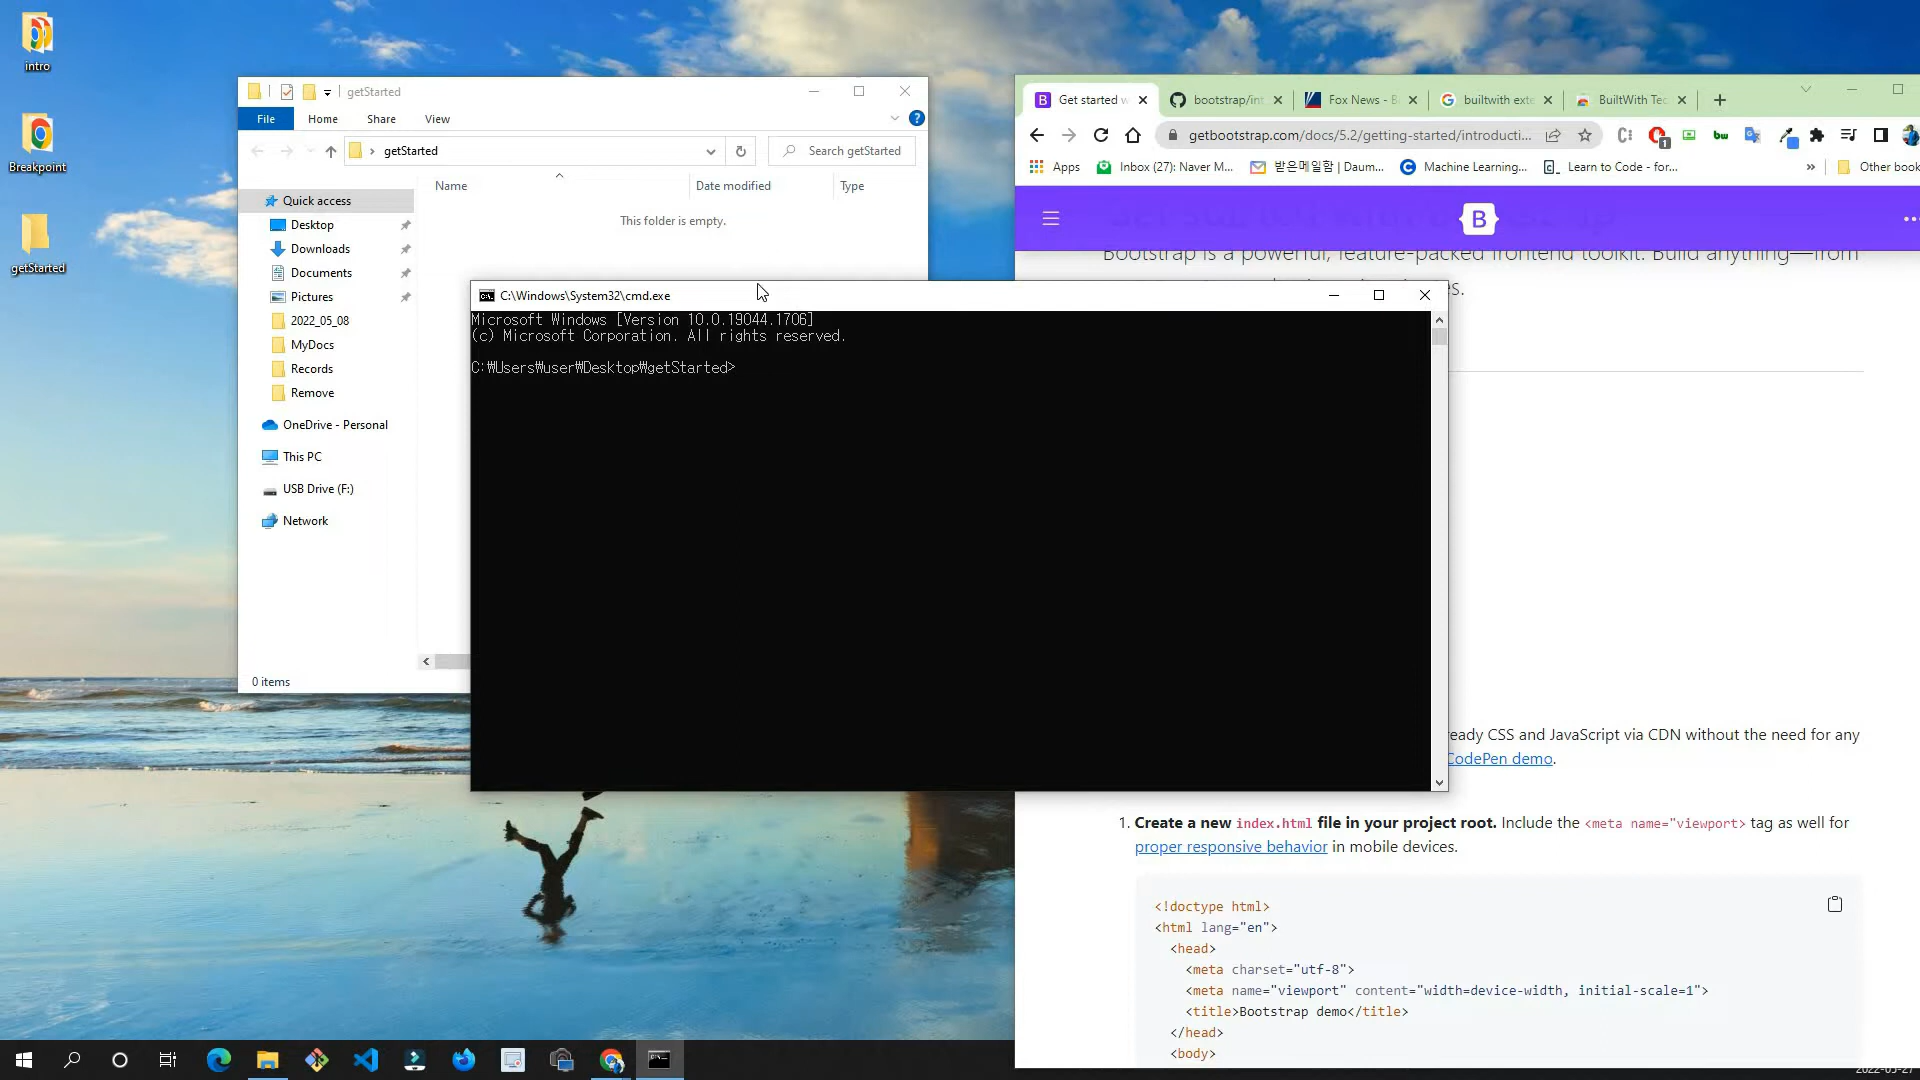 intro
Breakpoint
getStarted
getStarted
File
Home
Share
View
getStarted
Search getStarted
Name
Date modified
Type
This folder is empty.
Quick access
Desktop
Downloads
Documents
Pictures
2022_05_08
MyDocs
Records
Remove
OneDrive - Personal
This PC
USB Drive (F:)
Network
0 items
C:\Windows\System32\cmd.exe
Microsoft Windows [Version 10.0.19044.1706]
(c) Microsoft Corporation. All rights reserved.
C:₩Users₩user₩Desktop₩getStarted>
Get started w
bootstrap/int
Fox News - B
builtwith exte
BuiltWith Tec
getbootstrap.com/docs/5.2/getting-started/introducti...
Apps
Inbox (27): Naver M...
받은메일함 | Daum...
Machine Learning...
Learn to Code - for...
Other book
Bootstrap is a powerful, feature-packed frontend toolkit. Build anything—from
es.
eady CSS and JavaScript via CDN without the need for any
CodePen demo.
1. Create a new index.html file in your project root. Include the <meta name="viewport"> tag as well for
proper responsive behavior in mobile devices.
<!doctype html>
<html lang="en">
<head>
<meta charset="utf-8">
<meta name="viewport" content="width=device-width, initial-scale=1">
<title>Bootstrap demo</title>
</head>
<body>
2022-05-27